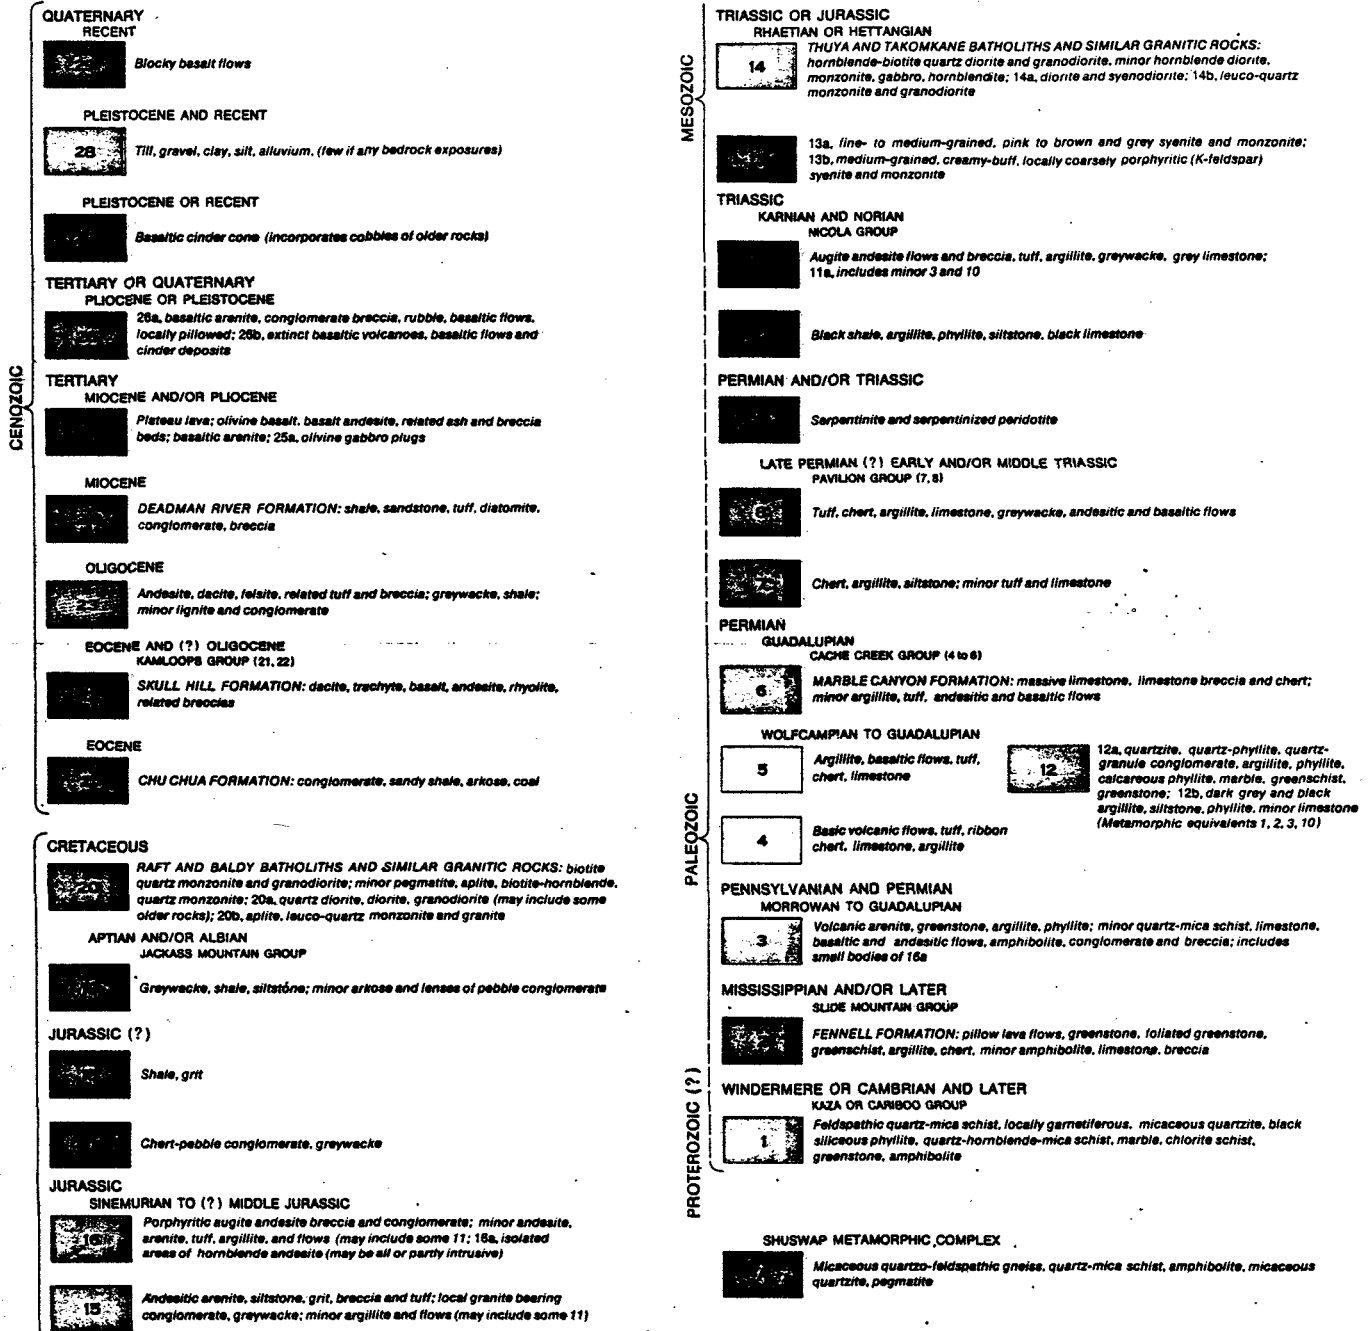 CENOZOIC
QUATERNARY
RECENT
Blocky basalt flows
PLEISTOCENE AND RECENT
28
Till, gravel, clay, silt, alluvium, (few if any bedrock exposures)
PLEISTOCENE OR RECENT
Basaltic cinder cone (incorporates cobbles of older rocks)
TERTIARY OR QUATERNARY
PLIOCENE OR PLEISTOCENE
26a, basaltic arenite, conglomerate breccia, rubble, basaltic flows,
locally pillowed; 26b, extinct basaltic volcanoes, basaltic flows and
cinder deposits
TERTIARY
MIOCENE AND/OR PLIOCENE
Plateau lava; olivine basalt, basalt andesite, related ash and breccia
beds; basaltic arenite; 25a, olivine gabbro plugs
MIOCENE
DEADMAN RIVER FORMATION: shale, sandstone, tuff, diatomite,
conglomerate, breccia
OLIGOCENE
Andesite, dacite, felsite, related tuff and breccia; greywacke, shale;
minor lignite and conglomerate
EOCENE AND (?) OLIGOCENE
KAMLOOPS GROUP (21, 22)
SKULL HILL FORMATION: dacite, trachyte, basalt, andesite, rhyolite,
related breccias
EOCENE
CHU CHUA FORMATION: conglomerate, sandy shale, arkose, coal
CRETACEOUS
20
RAFT AND BALDY BATHOLITHS AND SIMILAR GRANITIC ROCKS: biotite
quartz monzonite and granodiorite; minor pegmatite, aplite, biotite-hornblende,
quartz monzonite; 20a, quartz diorite, diorite, granodiorite (may include some
older rocks); 20b, aplite, leuco-quartz monzonite and granite
APTIAN AND/OR ALBIAN
JACKASS MOUNTAIN GROUP
Greywacke, shale, siltstone; minor arkose and lenses of pebble conglomerate
JURASSIC (?)
Shale, grit
Chert-pebble conglomerate, greywacke
JURASSIC
SINEMURIAN TO (?) MIDDLE JURASSIC
16
Porphyritic augite andesite breccia and conglomerate; minor andesite,
arenite, tuff, argillite, and flows (may include some 11; 16a, isolated
areas of hornblende andesite (may be all or partly intrusive)
15
Andesitic arenite, siltstone, grit, breccia and tuff; local granite bearing
conglomerate, greywacke; minor argillite and flows (may include some 11)
MESOZOIC
TRIASSIC OR JURASSIC
RHAETIAN OR HETTANGIAN
14
THUYA AND TAKOMKANE BATHOLITHS AND SIMILAR GRANITIC ROCKS:
hornblende-biotite quartz diorite and granodiorite, minor hornblende diorite,
monzonite, gabbro, hornblendite; 14a, diorite and syenodiorite; 14b, leuco-quartz
monzonite and granodiorite
13a, fine- to medium-grained, pink to brown and grey syenite and monzonite;
13b, medium-grained, creamy-buff, locally coarsely porphyritic (K-feldspar)
syenite and monzonite
TRIASSIC
KARNIAN AND NORIAN
NICOLA GROUP
Augite andesite flows and breccia, tuff, argillite, greywacke, grey limestone;
11a, includes minor 3 and 10
Black shale, argillite, phyllite, siltstone, black limestone
PERMIAN AND/OR TRIASSIC
Serpentinite and serpentinized peridotite
LATE PERMIAN (?) EARLY AND/OR MIDDLE TRIASSIC
PAVILION GROUP (7, 8)
8
Tuff, chert, argillite, limestone, greywacke, andesitic and basaltic flows
7
Chert, argillite, siltstone; minor tuff and limestone
PALEOZOIC
PERMIAN
GUADALUPIAN
CACHE CREEK GROUP (4 to 6)
6
MARBLE CANYON FORMATION: massive limestone, limestone breccia and chert;
minor argillite, tuff, andesitic and basaltic flows
WOLFCAMPIAN TO GUADALUPIAN
5
Argillite, basaltic flows, tuff,
chert, limestone
12
12a, quartzite, quartz-phyllite, quartz-
granule conglomerate, argillite, phyllite,
calcareous phyllite, marble, greenschist,
greenstone; 12b, dark grey and black
argillite, siltstone, phyllite, minor limestone
(Metamorphic equivalents 1, 2, 3, 10)
4
Basic volcanic flows, tuff, ribbon
chert, limestone, argillite
PENNSYLVANIAN AND PERMIAN
MORROWAN TO GUADALUPIAN
3
Volcanic arenite, greenstone, argillite, phyllite; minor quartz-mica schist, limestone,
basaltic and andesitic flows, amphibolite, conglomerate and breccia; includes
small bodies of 16a
MISSISSIPPIAN AND/OR LATER
SLIDE MOUNTAIN GROUP
FENNELL FORMATION: pillow lava flows, greenstone, foliated greenstone,
greenschist, argillite, chert, minor amphibolite, limestone, breccia
PROTEROZOIC (?)
WINDERMERE OR CAMBRIAN AND LATER
KAZA OR CARIBOO GROUP
1
Feldspathic quartz-mica schist, locally garnetiferous, micaceous quartzite, black
siliceous phyllite, quartz-hornblende-mica schist, marble, chlorite schist,
greenstone, amphibolite
SHUSWAP METAMORPHIC COMPLEX
Micaceous quartzo-feldspathic gneiss, quartz-mica schist, amphibolite, micaceous
quartzite, pegmatite